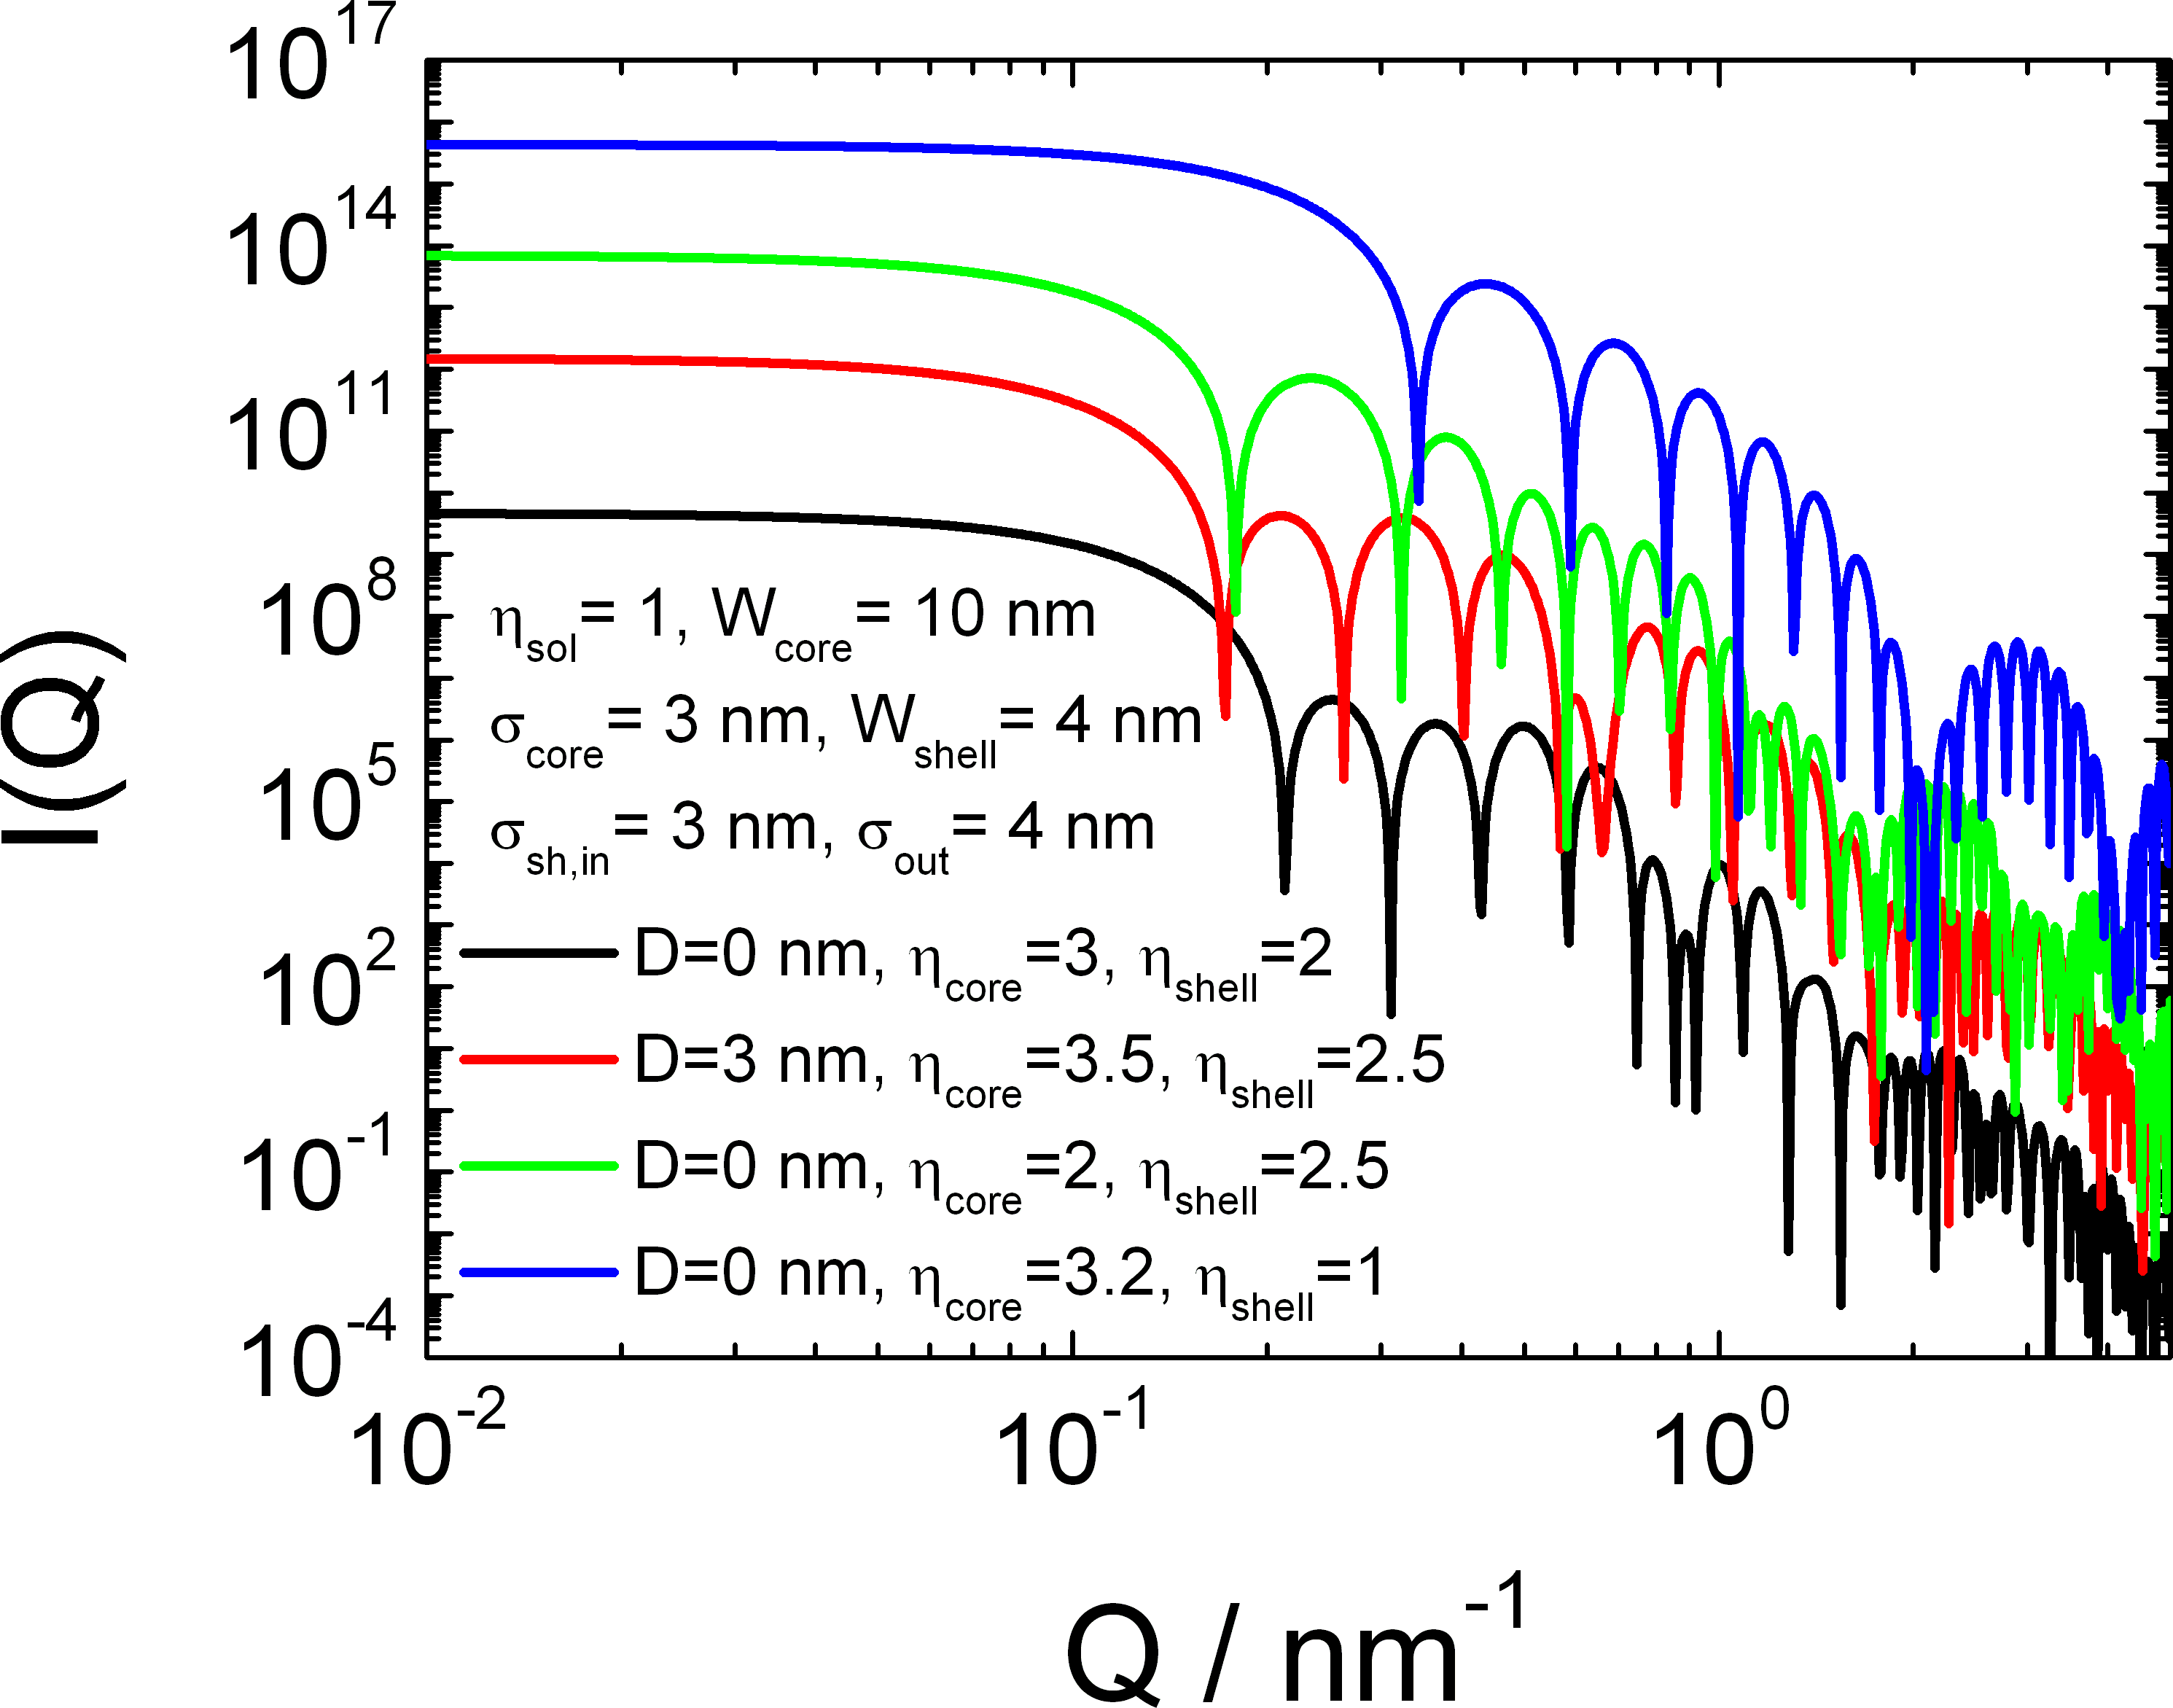 10^17
10^14
10^11
10^8
10^5
10^2
10^-1
10^-4
I(Q)
η_sol= 1, W_core= 10 nm
σ_core= 3 nm, W_shell= 4 nm
σ_sh,in= 3 nm, σ_out= 4 nm
D=0 nm, η_core=3, η_shell=2
D=3 nm, η_core=3.5, η_shell=2.5
D=0 nm, η_core=2, η_shell=2.5
D=0 nm, η_core=3.2, η_shell=1
10^-2 10^-1 10^0
Q / nm^-1